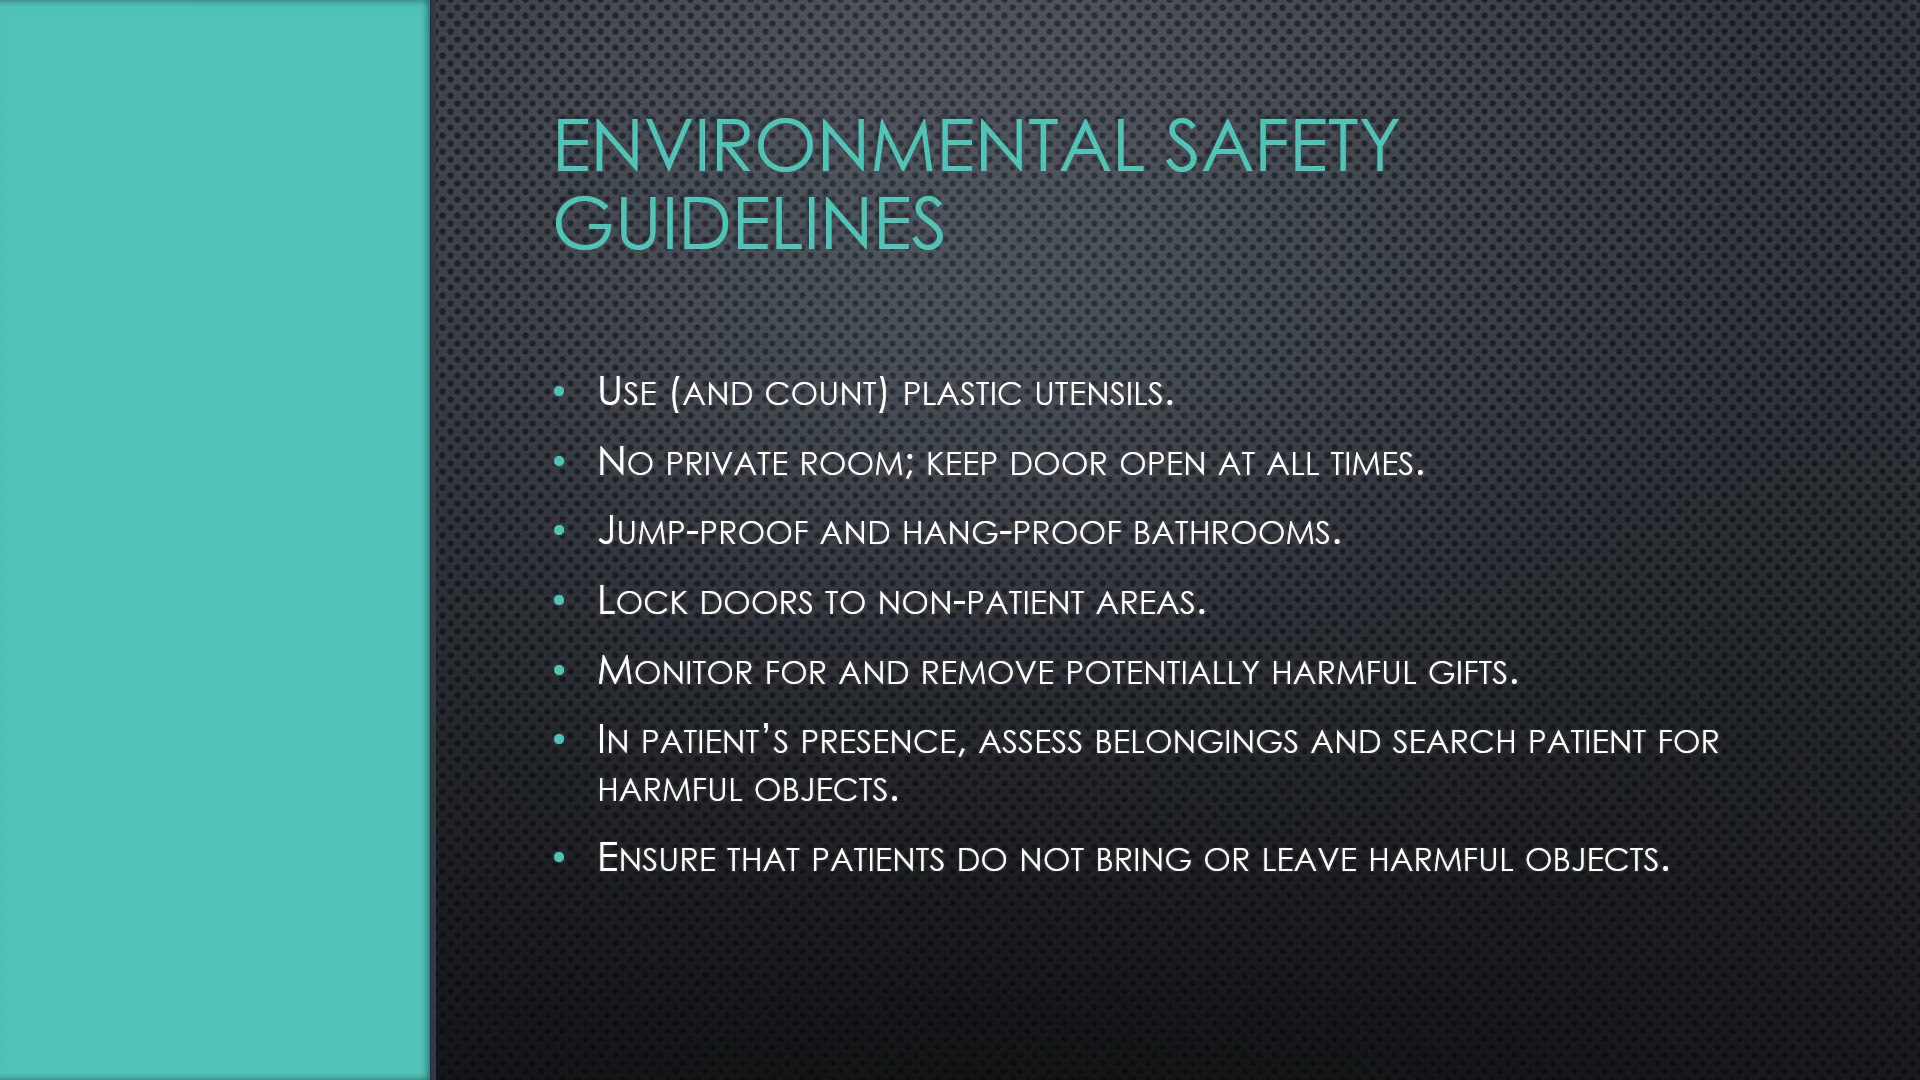 ENVIRONMENTAL SAFETY
GUIDELINES
• Use (and count) plastic utensils.
• No private room; keep door open at all times.
• Jump-proof and hang-proof bathrooms.
• Lock doors to non-patient areas.
• Monitor for and remove potentially harmful gifts.
• In patient’s presence, assess belongings and search patient for
harmful objects.
• Ensure that patients do not bring or leave harmful objects.